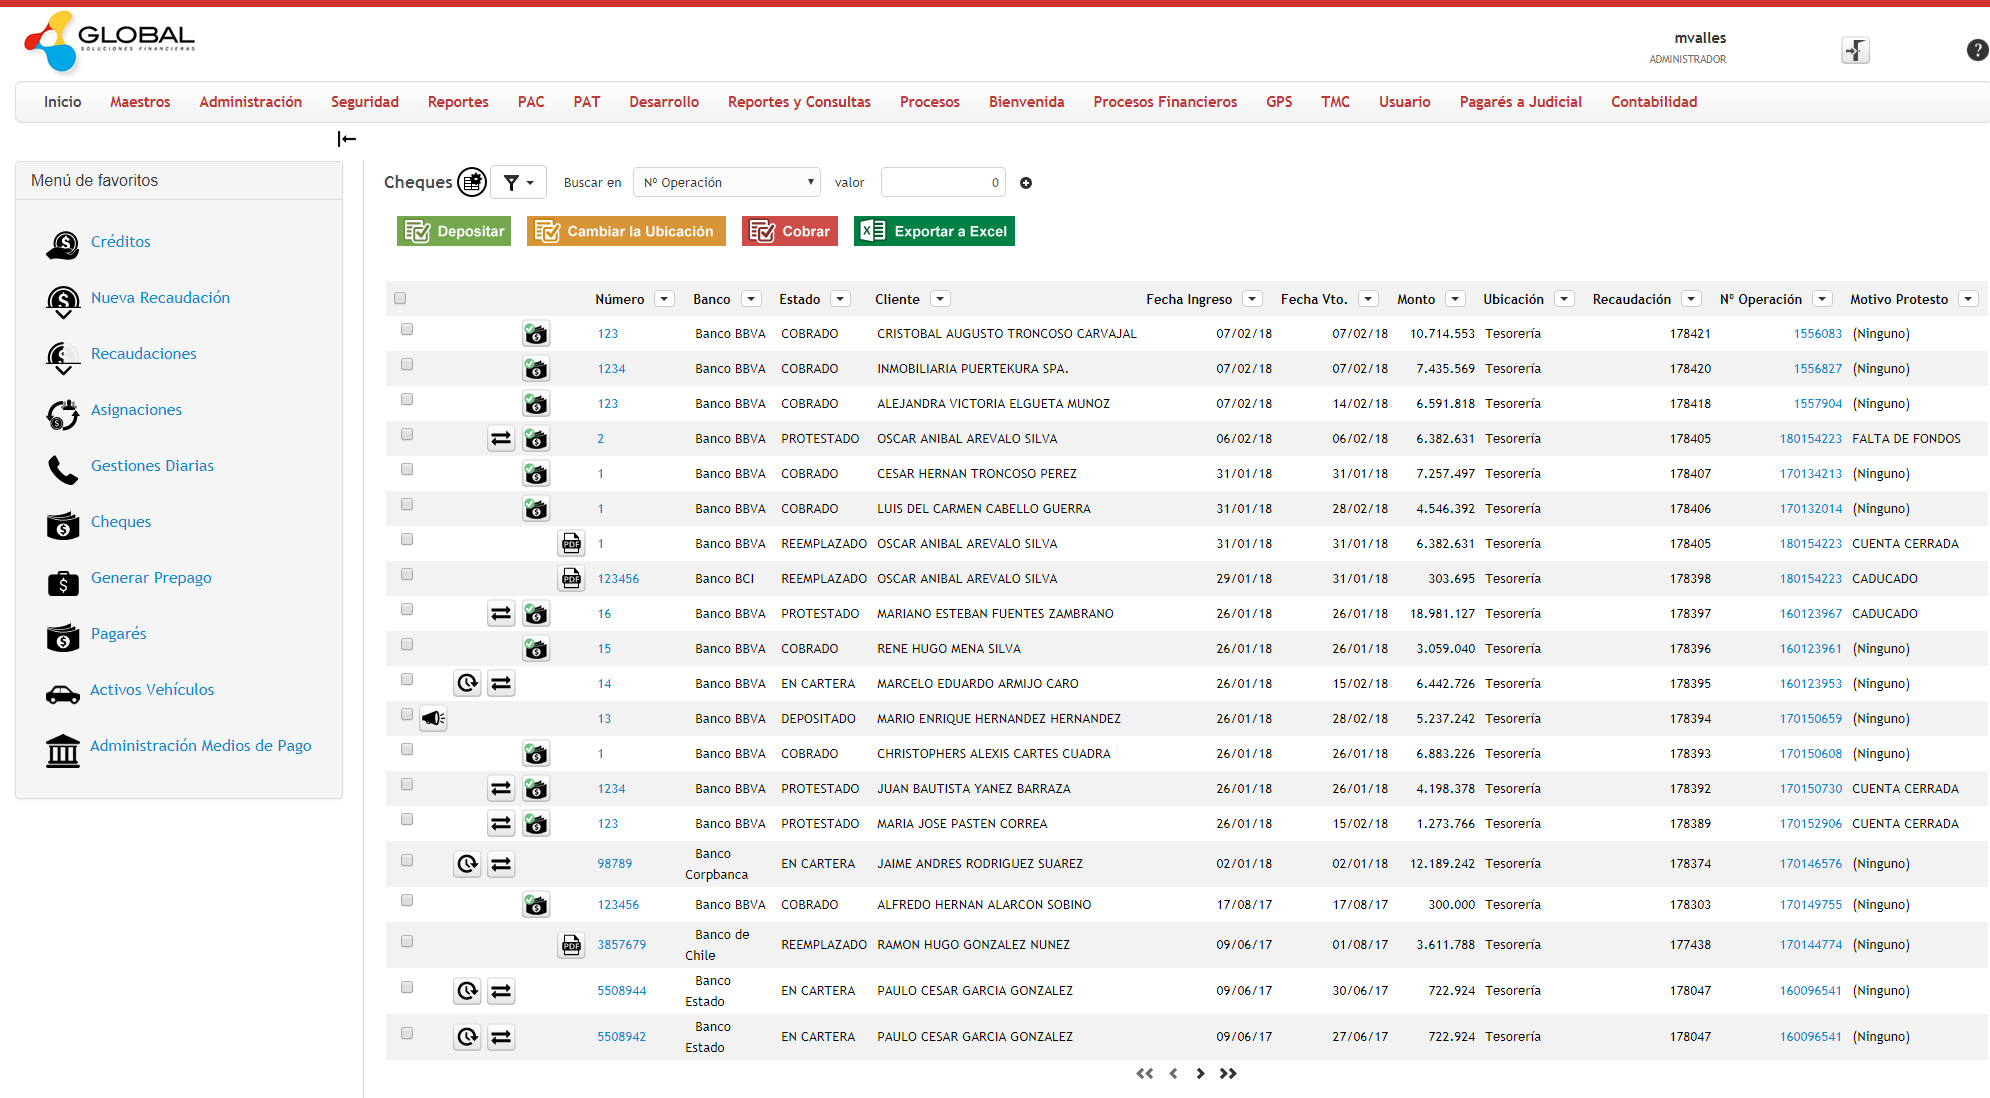 GLOBAL
SOLUCIONES FINANCIERAS
mvalles
ADMINISTRADOR
?
Inicio Maestros Administración Seguridad Reportes PAC PAT Desarrollo Reportes y Consultas Procesos Bienvenida Procesos Financieros GPS TMC Usuario Pagarés a Judicial Contabilidad
Menú de favoritos
Créditos
Nueva Recaudación
Recaudaciones
Asignaciones
Gestiones Diarias
Cheques
Generar Prepago
Pagarés
Activos Vehículos
Administración Medios de Pago
Cheques Buscar en Nº Operación valor 0
Depositar Cambiar la Ubicación Cobrar Exportar a Excel
Número Banco Estado Cliente Fecha Ingreso Fecha Vto. Monto Ubicación Recaudación Nº Operación Motivo Protesto
123 Banco BBVA COBRADO CRISTOBAL AUGUSTO TRONCOSO CARVAJAL 07/02/18 07/02/18 10.714.553 Tesorería 178421 1556083 (Ninguno)
1234 Banco BBVA COBRADO INMOBILIARIA PUERTEKURA SPA. 07/02/18 07/02/18 7.435.569 Tesorería 178420 1556827 (Ninguno)
123 Banco BBVA COBRADO ALEJANDRA VICTORIA ELGUETA MUNOZ 07/02/18 14/02/18 6.591.818 Tesorería 178418 1557904 (Ninguno)
2 Banco BBVA PROTESTADO OSCAR ANIBAL AREVALO SILVA 06/02/18 06/02/18 6.382.631 Tesorería 178405 180154223 FALTA DE FONDOS
1 Banco BBVA COBRADO CESAR HERNAN TRONCOSO PEREZ 31/01/18 31/01/18 7.257.497 Tesorería 178407 170134213 (Ninguno)
1 Banco BBVA COBRADO LUIS DEL CARMEN CABELLO GUERRA 31/01/18 28/02/18 4.546.392 Tesorería 178406 170132014 (Ninguno)
PDF 1 Banco BBVA REEMPLAZADO OSCAR ANIBAL AREVALO SILVA 31/01/18 31/01/18 6.382.631 Tesorería 178405 180154223 CUENTA CERRADA
PDF 123456 Banco BCI REEMPLAZADO OSCAR ANIBAL AREVALO SILVA 29/01/18 31/01/18 303.695 Tesorería 178398 180154223 CADUCADO
16 Banco BBVA PROTESTADO MARIANO ESTEBAN FUENTES ZAMBRANO 26/01/18 26/01/18 18.981.127 Tesorería 178397 160123967 CADUCADO
15 Banco BBVA COBRADO RENE HUGO MENA SILVA 26/01/18 26/01/18 3.059.040 Tesorería 178396 160123961 (Ninguno)
14 Banco BBVA EN CARTERA MARCELO EDUARDO ARMIJO CARO 26/01/18 15/02/18 6.442.726 Tesorería 178395 160123953 (Ninguno)
13 Banco BBVA DEPOSITADO MARIO ENRIQUE HERNANDEZ HERNANDEZ 26/01/18 28/02/18 5.237.242 Tesorería 178394 170150659 (Ninguno)
1 Banco BBVA COBRADO CHRISTOPHERS ALEXIS CARTES CUADRA 26/01/18 26/01/18 6.883.226 Tesorería 178393 170150608 (Ninguno)
1234 Banco BBVA PROTESTADO JUAN BAUTISTA YANEZ BARRAZA 26/01/18 26/01/18 4.198.378 Tesorería 178392 170150730 CUENTA CERRADA
123 Banco BBVA PROTESTADO MARIA JOSE PASTEN CORREA 26/01/18 15/02/18 1.273.766 Tesorería 178389 170152906 CUENTA CERRADA
98789 Banco Corpbanca EN CARTERA JAIME ANDRES RODRIGUEZ SUAREZ 02/01/18 02/01/18 12.189.242 Tesorería 178374 170146576 (Ninguno)
123456 Banco BBVA COBRADO ALFREDO HERNAN ALARCON SOBINO 17/08/17 17/08/17 300.000 Tesorería 178303 170149755 (Ninguno)
PDF 3857679 Banco de Chile REEMPLAZADO RAMON HUGO GONZALEZ NUNEZ 09/06/17 01/08/17 3.611.788 Tesorería 177438 170144774 (Ninguno)
5508944 Banco Estado EN CARTERA PAULO CESAR GARCIA GONZALEZ 09/06/17 30/06/17 722.924 Tesorería 178047 160096541 (Ninguno)
5508942 Banco Estado EN CARTERA PAULO CESAR GARCIA GONZALEZ 09/06/17 27/06/17 722.924 Tesorería 178047 160096541 (Ninguno)